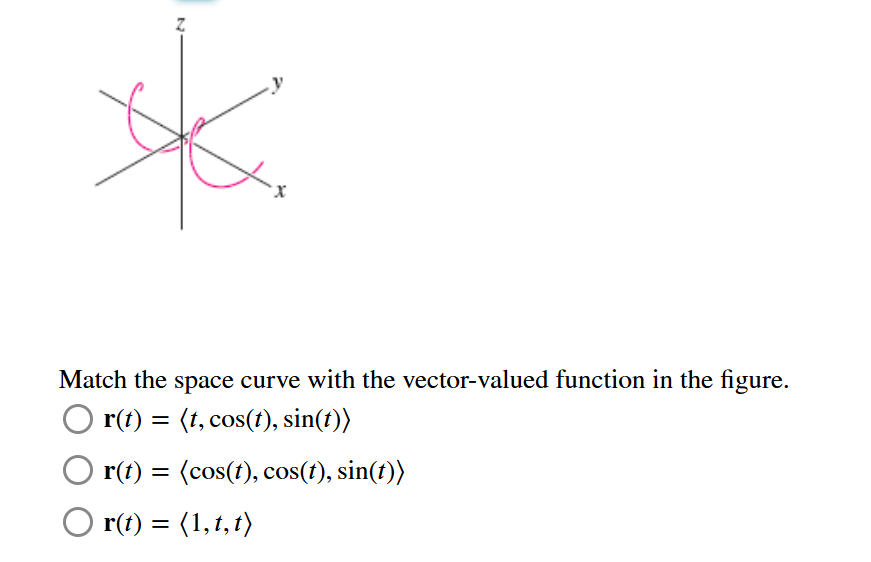 z
y
x
Match the space curve with the vector-valued function in the figure.
r(t) = ⟨t, cos(t), sin(t)⟩
r(t) = ⟨cos(t), cos(t), sin(t)⟩
r(t) = ⟨1, t, t⟩